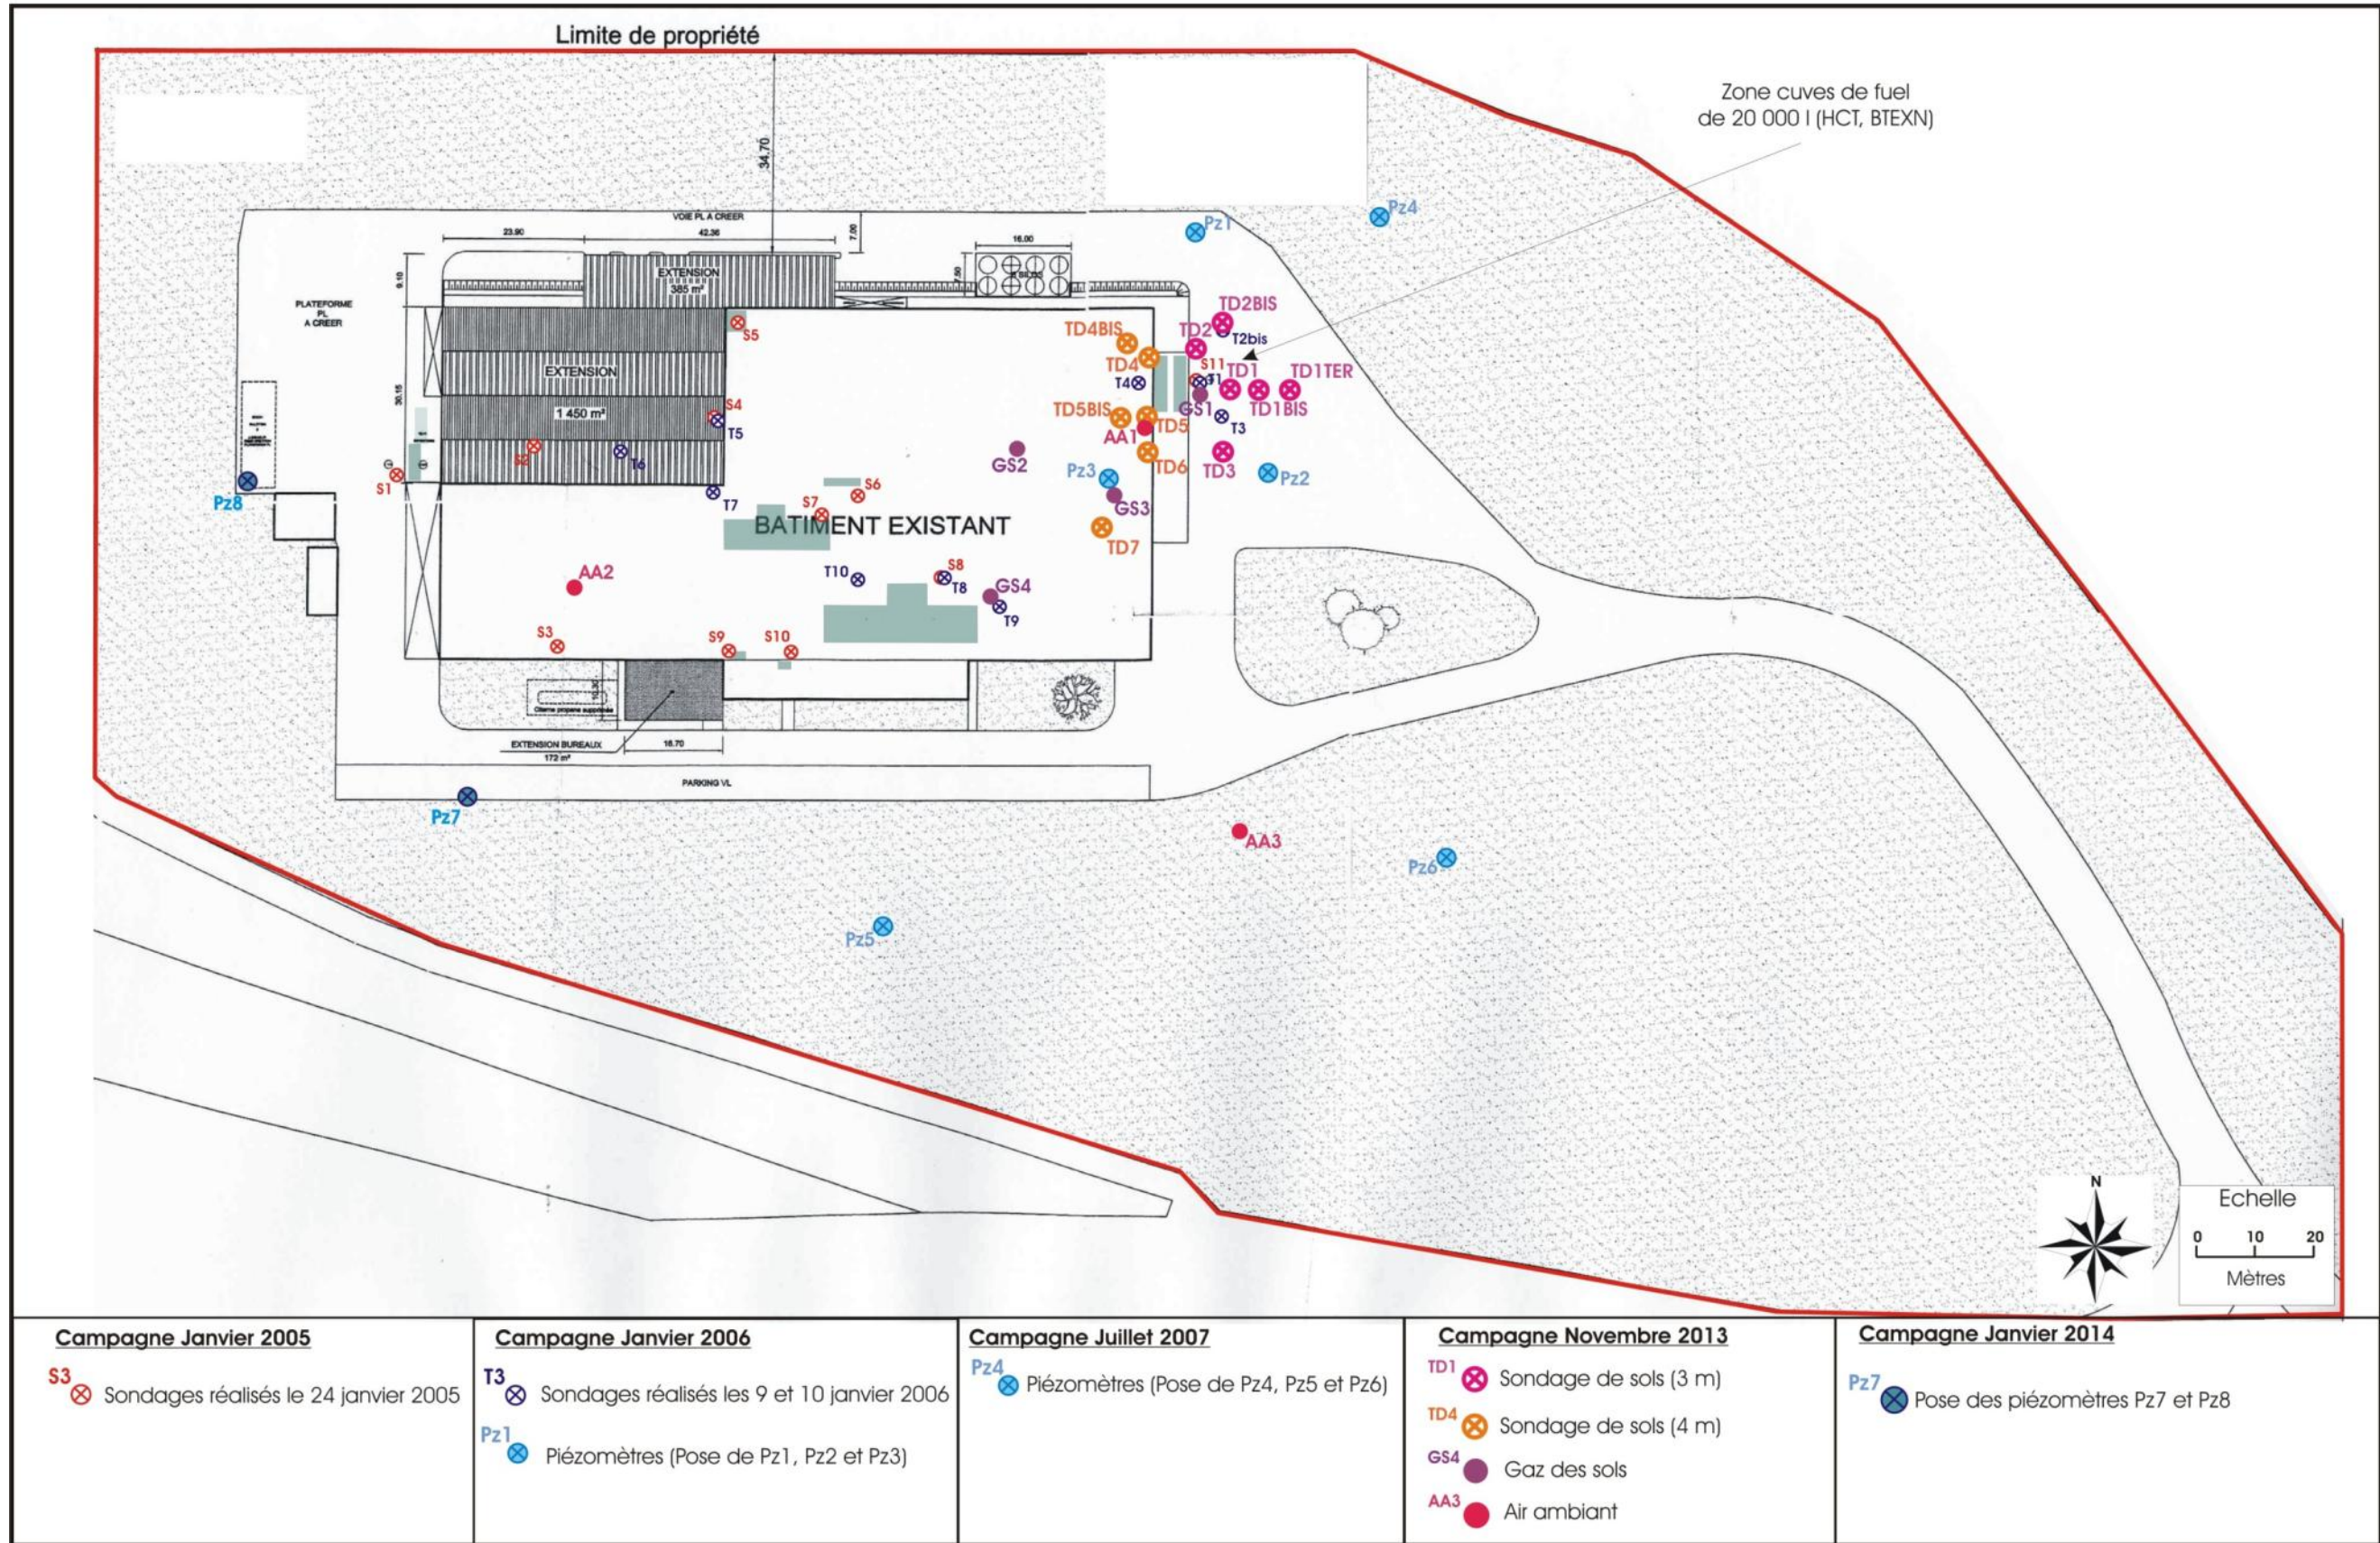 Limite de propriété
Zone cuves de fuel
de 20 000 l (HCT, BTEXN)
34.70
Pz4
Pz1
VOIE PL A CREER
23.90
42.36
7.00
16.00
7.50
9.10
EXTENSION
385 m²
PLATEFORME
PL
A CREER
30.15
EXTENSION
1 450 m²
S5
TD2BIS
TD4BIS
TD2
T2bis
TD4
S11
T4
T1
TD1
TD1TER
GS1
TD1BIS
S4
T5
TD5BIS
TD5
T3
AA1
S2
T6
GS2
TD6
TD3
Pz3
Pz2
S1
S6
Pz8
T7
S7
GS3
BATIMENT EXISTANT
TD7
AA2
T10
S8
T8
GS4
T9
S3
S9
S10
10.30
Citerne propane supprimée
EXTENSION BUREAUX
172 m²
16.70
PARKING VL
Pz7
AA3
Pz6
Pz5
N
Echelle
0 10 20
Mètres
Campagne Janvier 2005
S3
Sondages réalisés le 24 janvier 2005
Campagne Janvier 2006
T3
Sondages réalisés les 9 et 10 janvier 2006
Pz1
Piézomètres (Pose de Pz1, Pz2 et Pz3)
Campagne Juillet 2007
Pz4
Piézomètres (Pose de Pz4, Pz5 et Pz6)
Campagne Novembre 2013
TD1
Sondage de sols (3 m)
TD4
Sondage de sols (4 m)
GS4
Gaz des sols
AA3
Air ambiant
Campagne Janvier 2014
Pz7
Pose des piézomètres Pz7 et Pz8